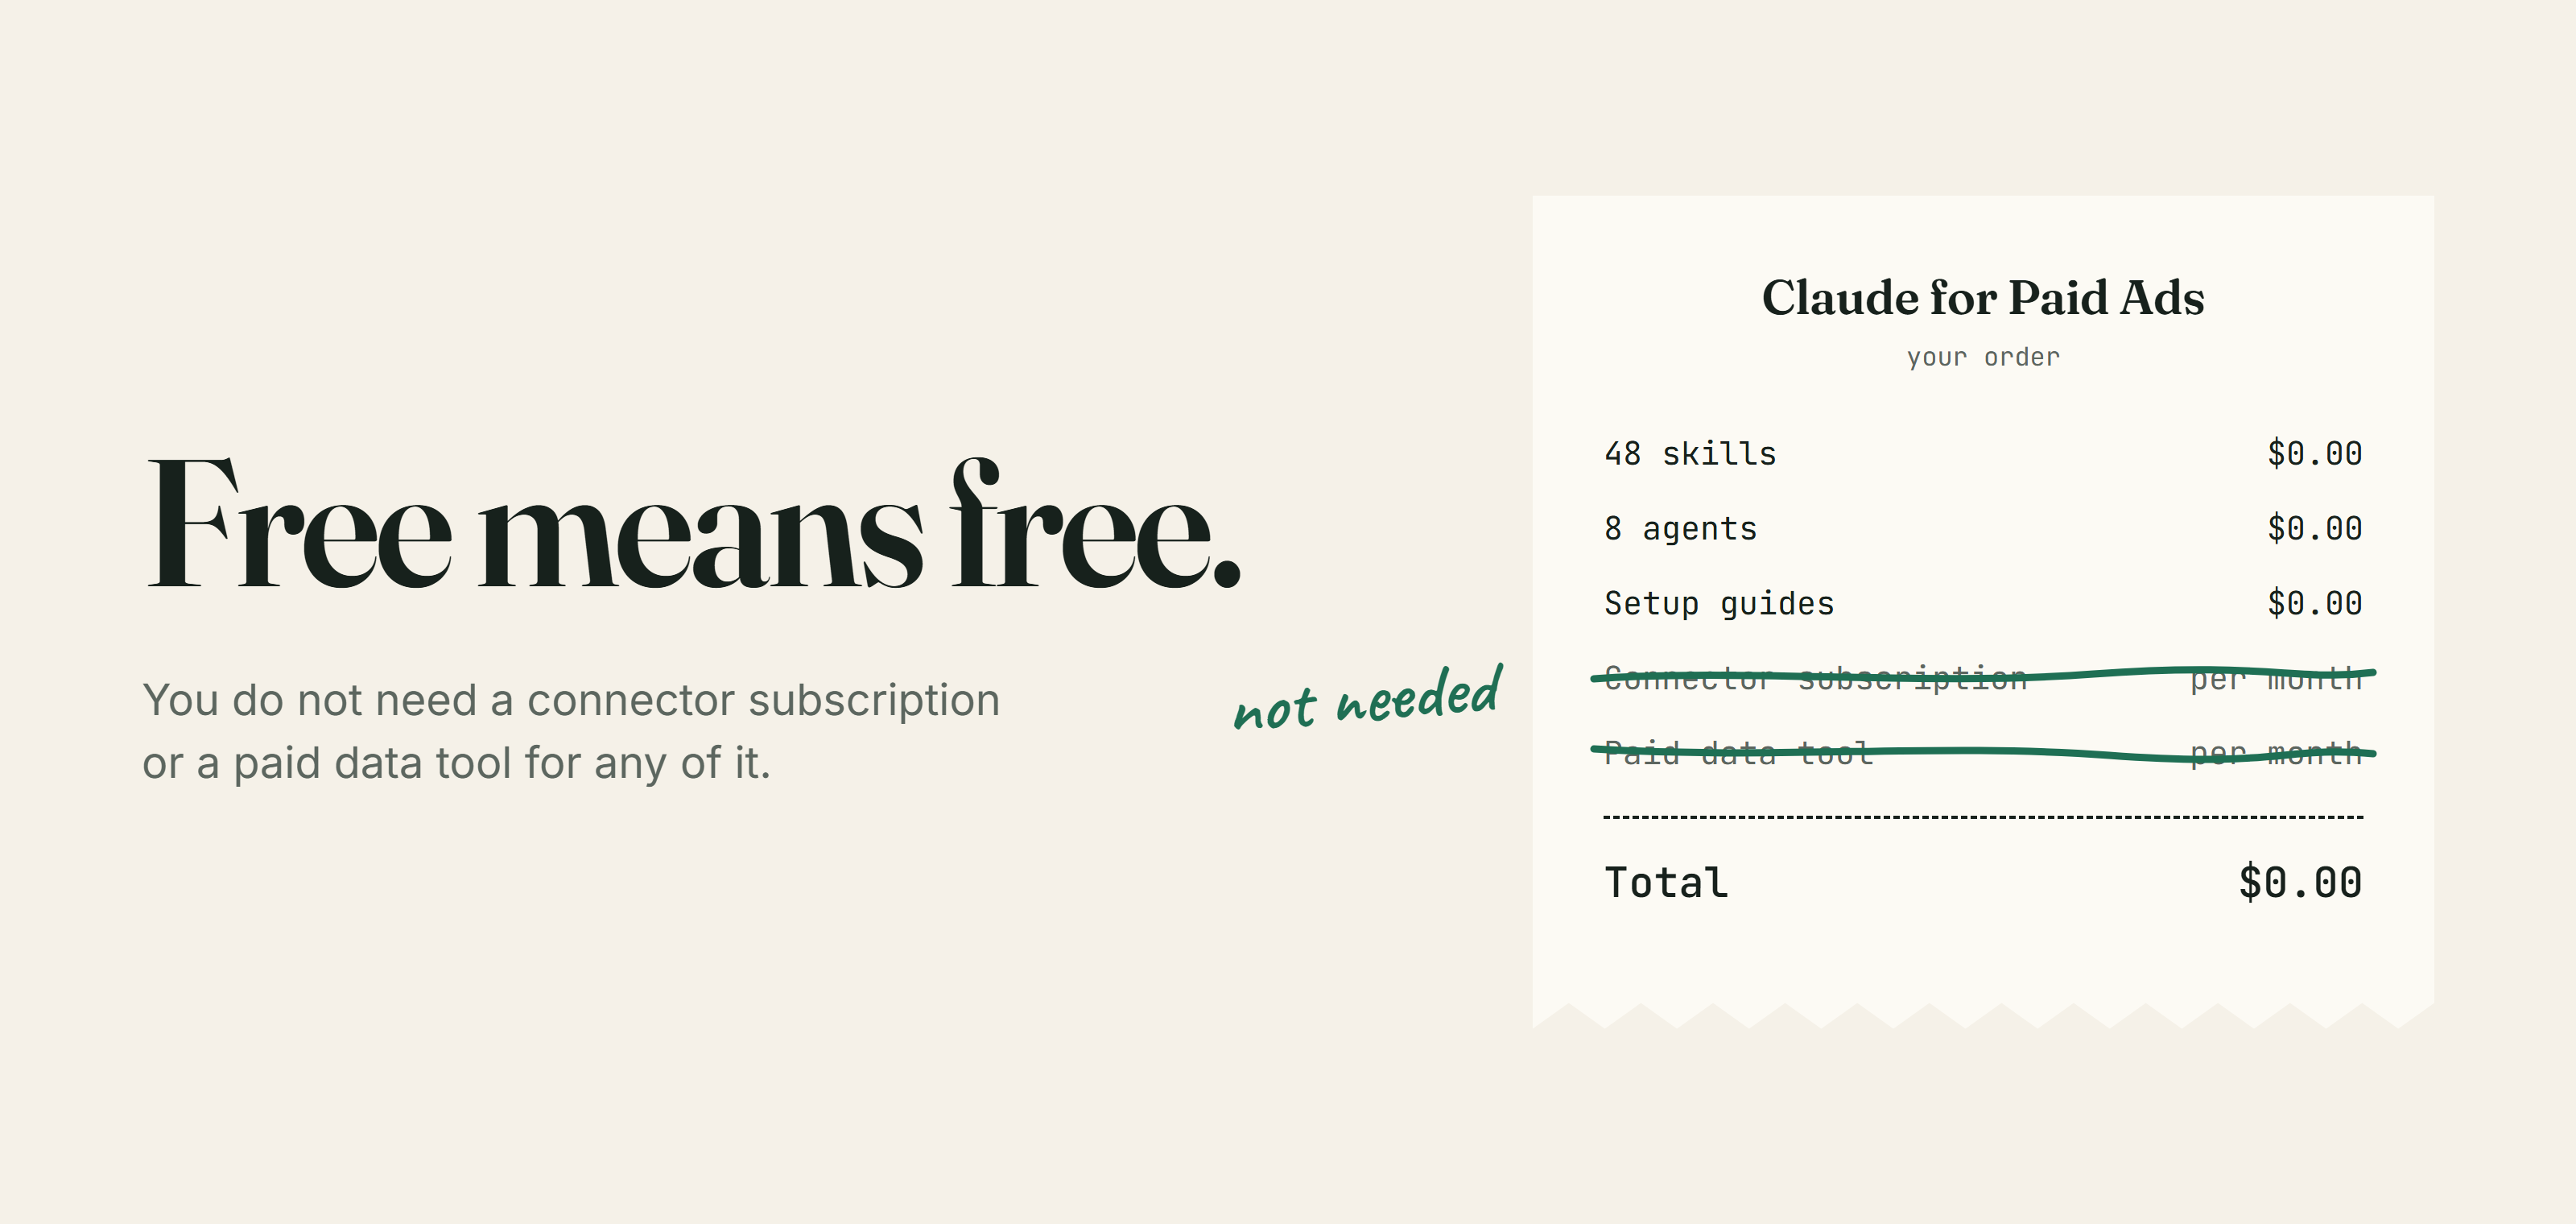 Free means free.
You do not need a connector subscription
or a paid data tool for any of it.
not needed
Claude for Paid Ads
your order
48 skills $0.00
8 agents $0.00
Setup guides $0.00
Connector subscription per month
Paid data tool per month
Total $0.00